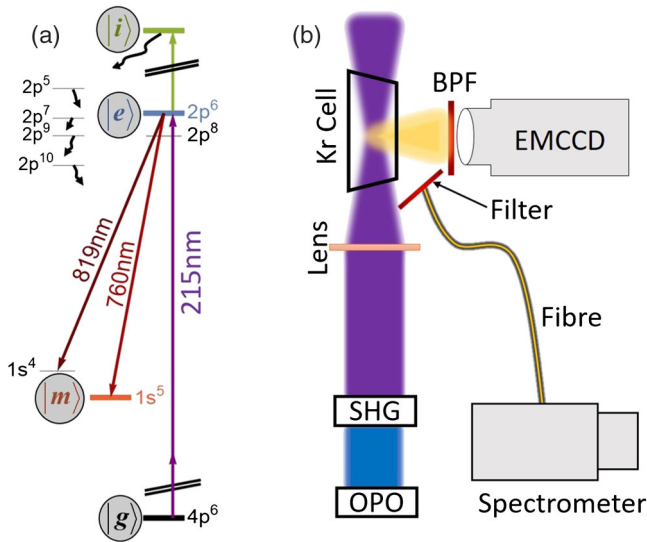 (a)
|i⟩
2p⁵
2p⁷
2p⁹
2p¹⁰
|e⟩
2p⁶
2p⁸
819nm
760nm
215nm
1s⁴
|m⟩
1s⁵
|g⟩
4p⁶
(b)
Kr Cell
BPF
EMCCD
Filter
Lens
Fibre
SHG
OPO
Spectrometer